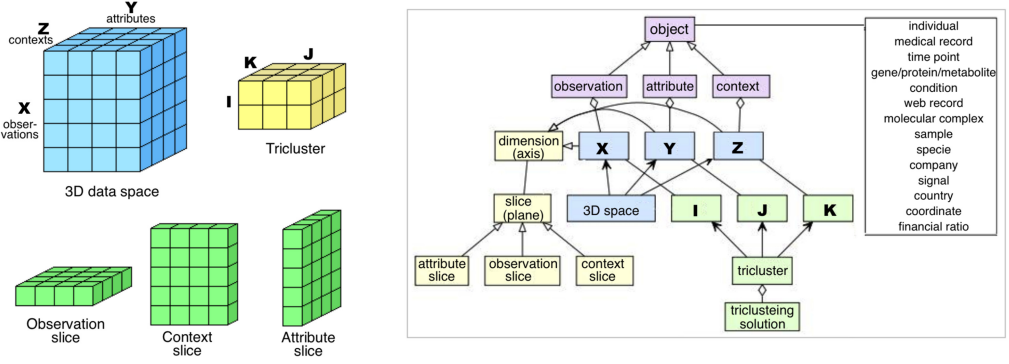 Y
attributes
Z
contexts
X
obser-
vations
3D data space
K
J
I
Tricluster
Observation
slice
Context
slice
Attribute
slice
object
observation
attribute
context
dimension
(axis)
X
Y
Z
slice
(plane)
3D space
I
J
K
attribute
slice
observation
slice
context
slice
tricluster
triclusteing
solution
individual
medical record
time point
gene/protein/metabolite
condition
web record
molecular complex
sample
specie
company
signal
country
coordinate
financial ratio